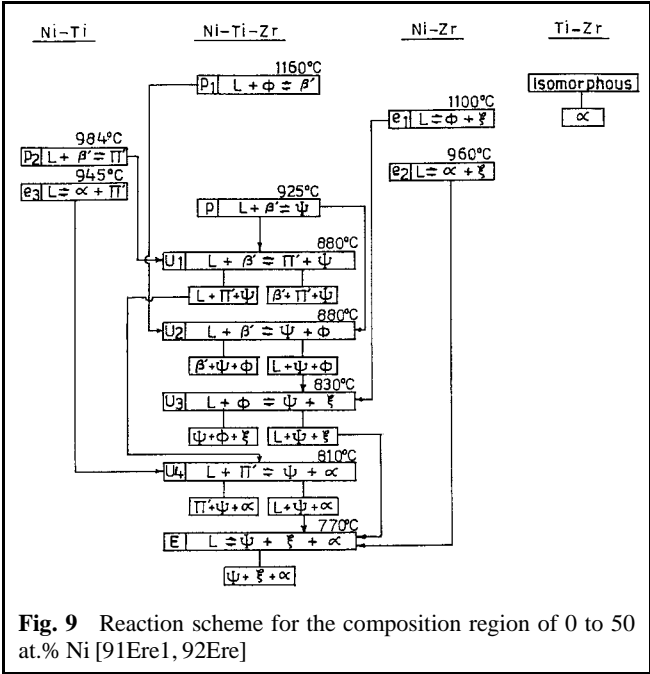 Ni-Ti Ni-Ti-Zr Ni-Zr Ti-Zr
1160°C
P1 L + Φ = β'
Isomorphous
1100°C
e1 L = Φ + ξ
α
984°C
P2 L + β' = Π'
960°C
e2 L = α + ξ
945°C
e3 L = α + Π'
925°C
P L + β' = Ψ
880°C
U1 L + β' = Π' + Ψ
L + Π' + Ψ β' + Π' + Ψ
880°C
U2 L + β' = Ψ + Φ
β' + Ψ + Φ L + Ψ + Φ
830°C
U3 L + Φ = Ψ + ξ
Ψ + Φ + ξ L + Ψ + ξ
810°C
U4 L + Π' = Ψ + α
Π' + Ψ + α L + Ψ + α
770°C
E L = Ψ + ξ + α
Ψ + ξ + α
Fig. 9 Reaction scheme for the composition region of 0 to 50
at.% Ni [91Ere1, 92Ere]